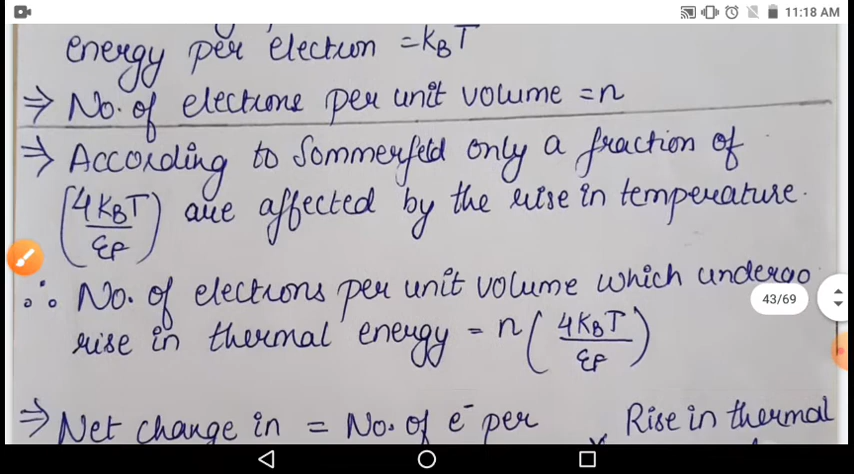 11:18 AM
energy per electron = kBT
⇒ No. of electrons per unit volume = n
⇒ According to Sommerfeld only a fraction of
(4KBT/εF) are affected by the rise in temperature.
∴ No. of electrons per unit volume which undergo
43/69
rise in thermal energy = n (4KBT/εF)
⇒ Net change in = No. of e⁻ per × Rise in thermal